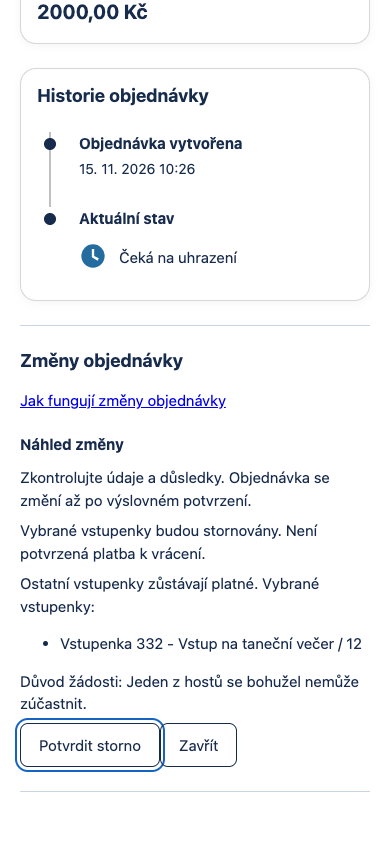 2000,00 Kč
Historie objednávky
Objednávka vytvořena
15. 11. 2026 10:26
Aktuální stav
Čeká na uhrazení
Změny objednávky
Jak fungují změny objednávky
Náhled změny
Zkontrolujte údaje a důsledky. Objednávka se
změní až po výslovném potvrzení.
Vybrané vstupenky budou stornovány. Není
potvrzená platba k vrácení.
Ostatní vstupenky zůstávají platné. Vybrané
vstupenky:
• Vstupenka 332 - Vstup na taneční večer / 12
Důvod žádosti: Jeden z hostů se bohužel nemůže
zúčastnit.
Potvrdit storno Zavřít